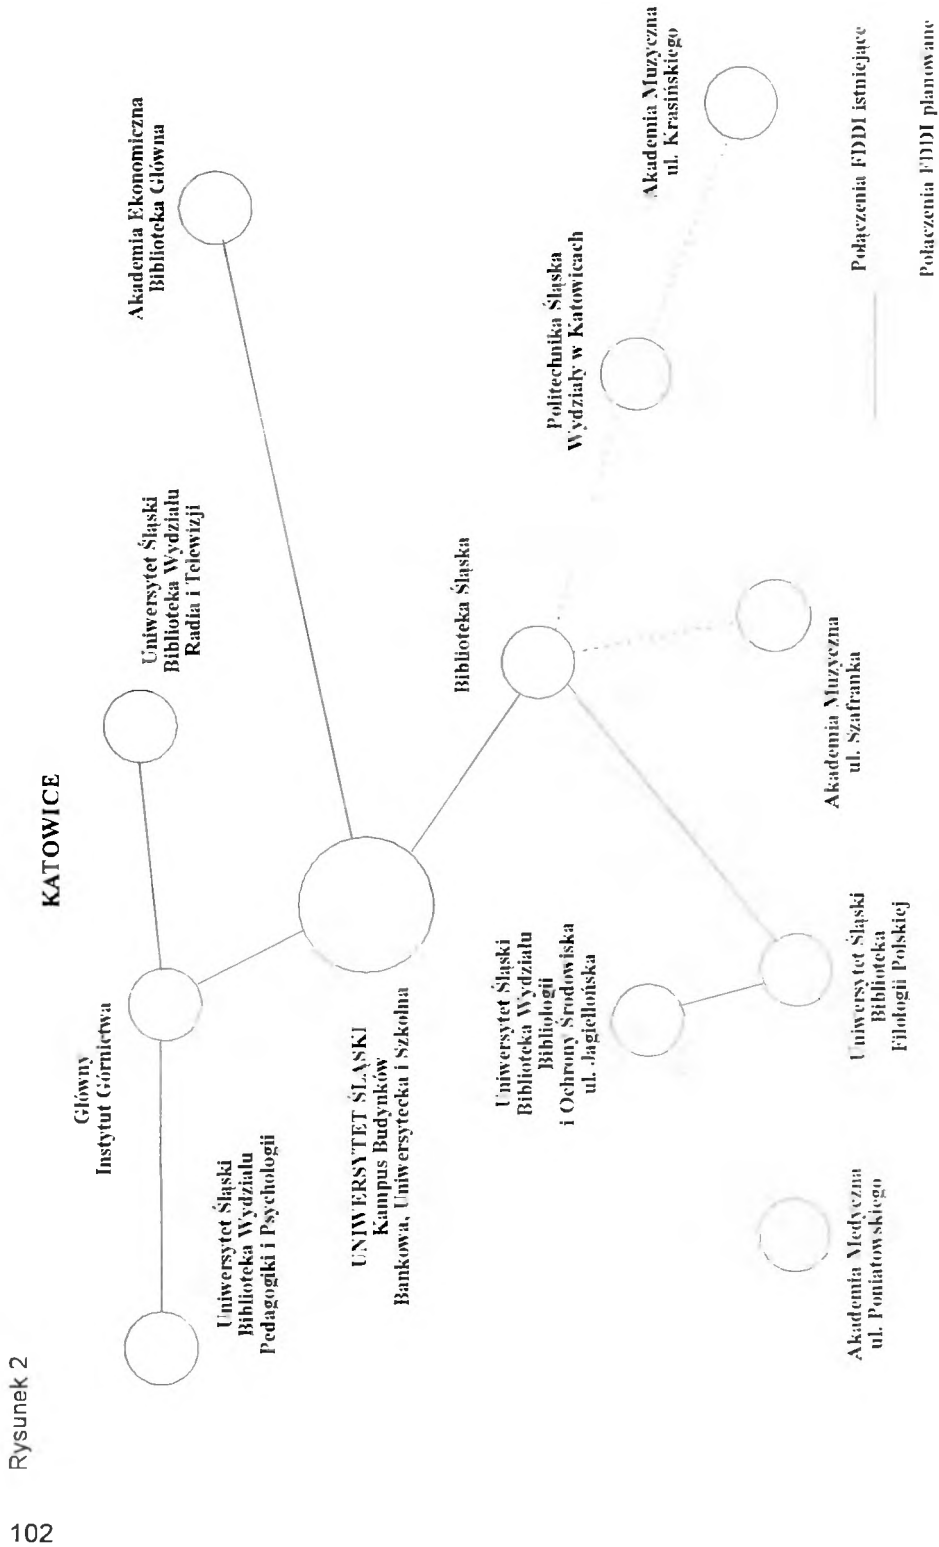 102
Rysunek 2
KATOWICE
Główny
Instytut Górnictwa
Uniwersytet Śląski
Biblioteka Wydziału
Radia i Telewizji
Akademia Ekonomiczna
Biblioteka Główna
Uniwersytet Śląski
Biblioteka Wydziału
Pedagogiki i Psychologii
UNIWERSYTET ŚLĄSKI
Kampus Budynków
Bankowa, Uniwersytecka i Szkolna
Biblioteka Śląska
Politechnika Śląska
Wydziały w Katowicach
Akademia Muzyczna
ul. Krasińskiego
Uniwersytet Śląski
Biblioteka Wydziału
Bibliologii
i Ochrony Środowiska
ul. Jagiellońska
Akademia Medyczna
ul. Poniatowskiego
Uniwersytet Śląski
Biblioteka
Filologii Polskiej
Akademia Muzyczna
ul. Szafranka
Połączenia FDDI istniejące
Połaczenia FDDI planowane